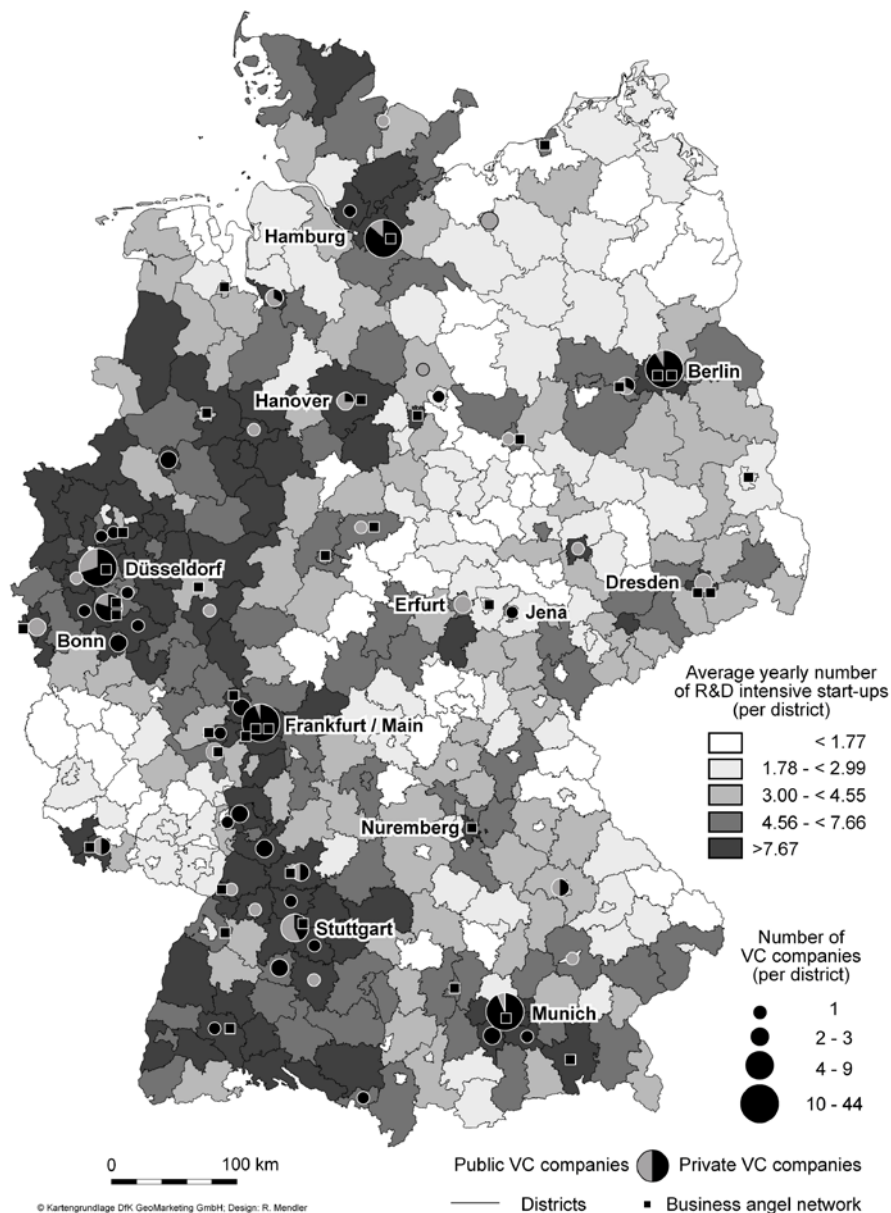 Hamburg
Berlin
Hanover
Düsseldorf
Dresden
Erfurt
Jena
Bonn
Frankfurt / Main
Nuremberg
Stuttgart
Munich
Average yearly number
of R&D intensive start-ups
(per district)
< 1.77
1.78 - < 2.99
3.00 - < 4.55
4.56 - < 7.66
>7.67
Number of
VC companies
(per district)
1
2 - 3
4 - 9
10 - 44
0 100 km
Public VC companies Private VC companies
Districts Business angel network
© Kartengrundlage DfK GeoMarketing GmbH; Design: R. Mendler